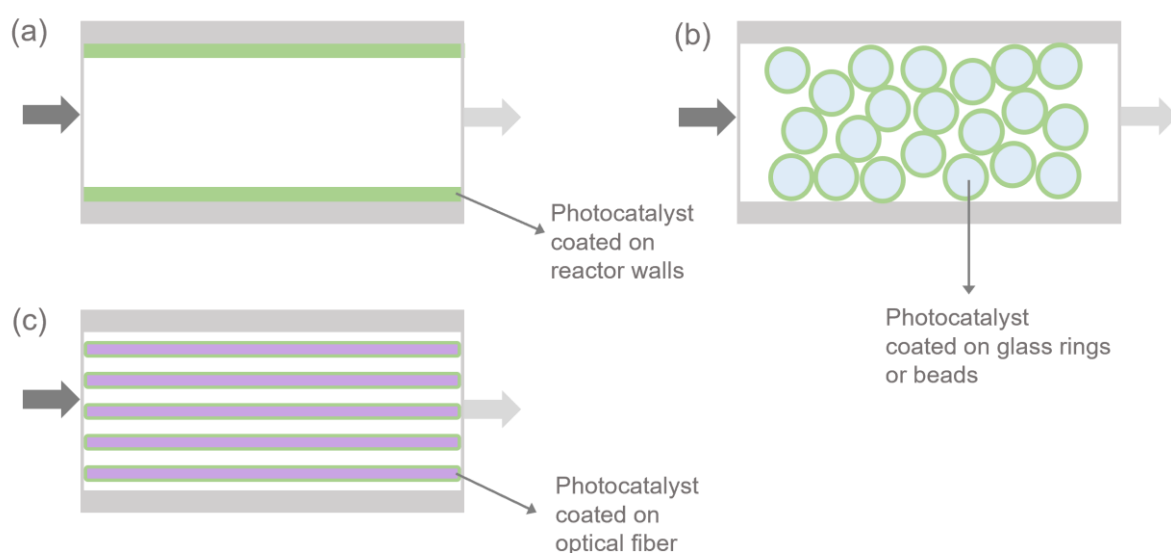 (a)
Photocatalyst
coated on
reactor walls
(b)
Photocatalyst
coated on glass rings
or beads
(c)
Photocatalyst
coated on
optical fiber